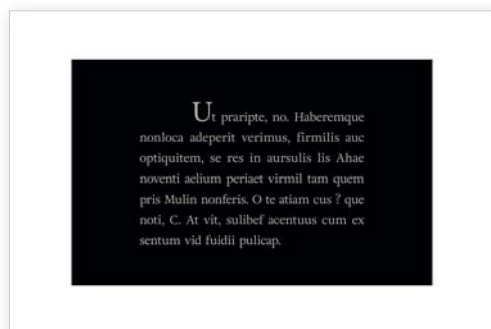 Ut praripte, no. Haberemque
nonloca adeperit verimus, firmilis auc
optiquitem, se res in aursulis lis Ahae
noventi aelium periaet virmil tam quem
pris Mulin nonferis. O te atiam cus ? que
noti, C. At vit, sulibef acentuus cum ex
sentum vid fuidii pulicap.